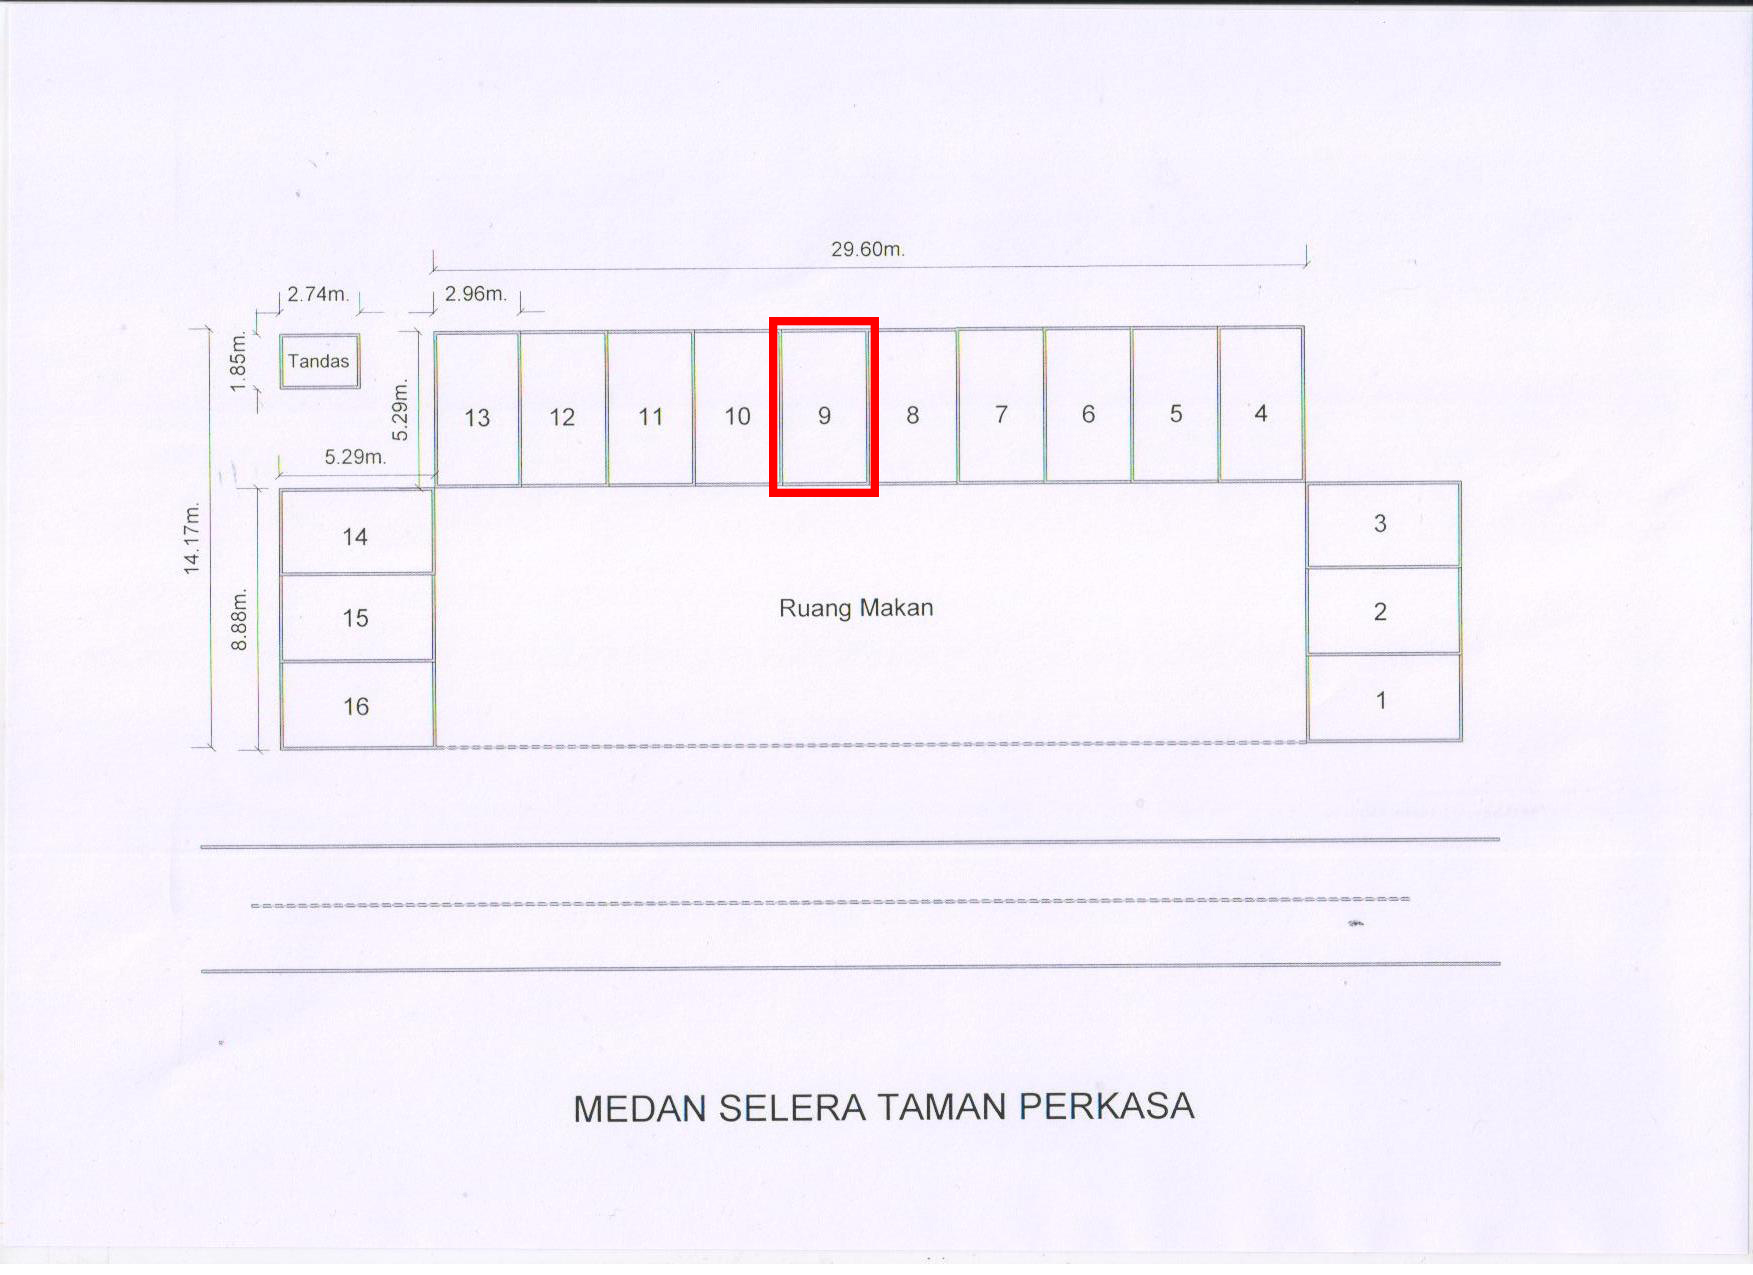 29.60m.
2.74m.
2.96m.
1.85m.
Tandas
5.29m.
13 12 11 10 9 8 7 6 5 4
5.29m.
14.17m.
8.88m.
14
15
16
Ruang Makan
3
2
1
MEDAN SELERA TAMAN PERKASA